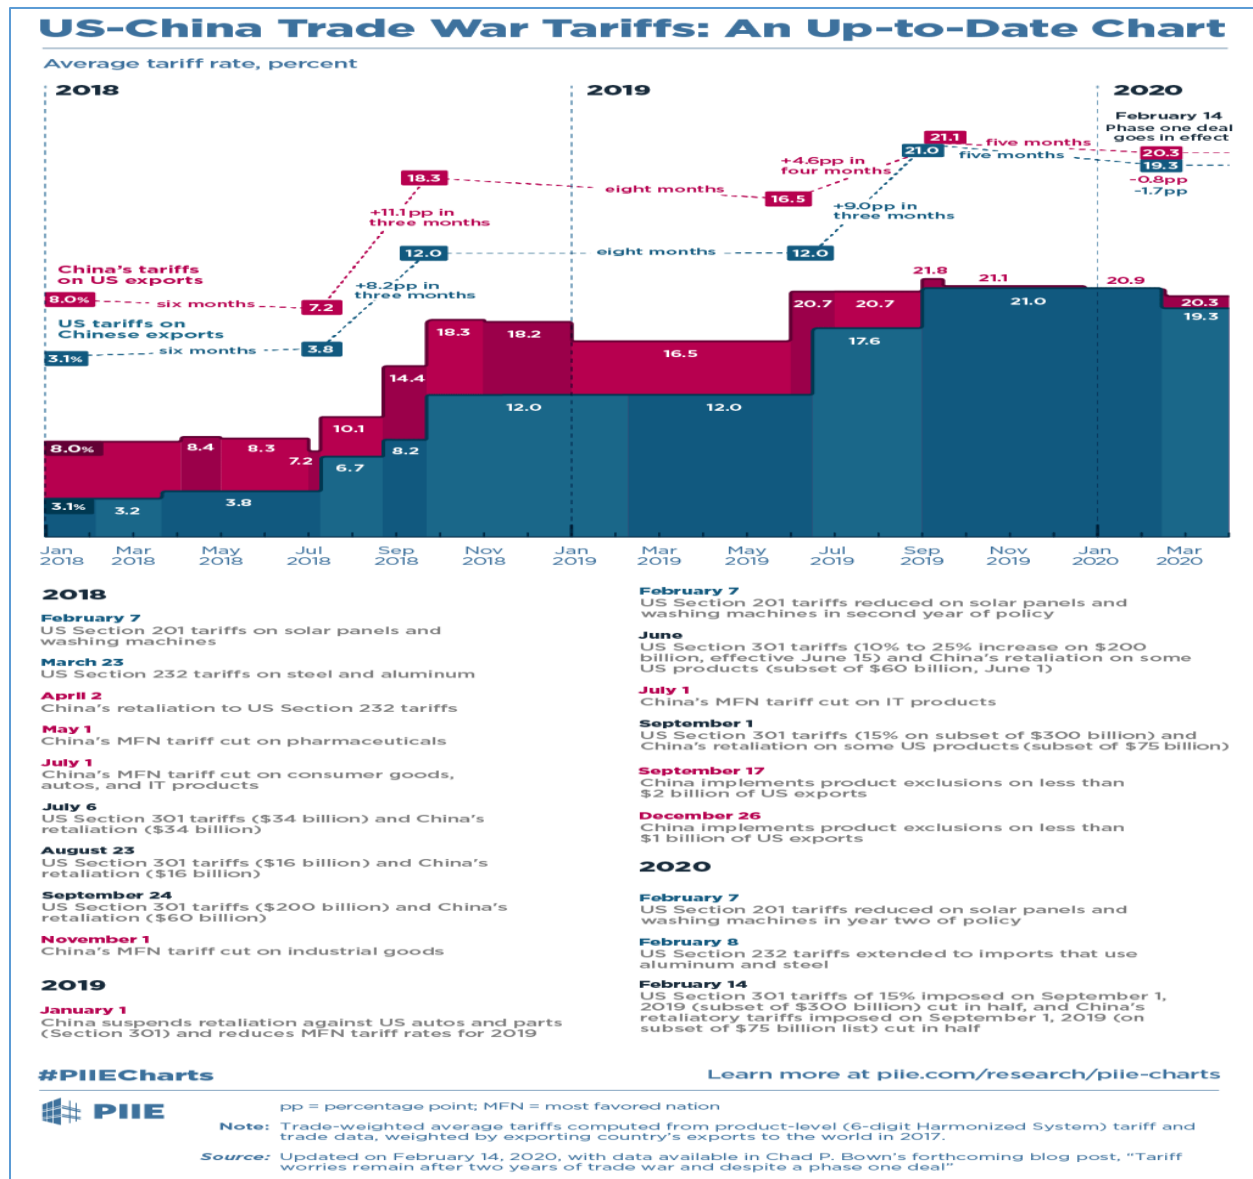 US-China Trade War Tariffs: An Up-to-Date Chart
Average tariff rate, percent
2018
2019
2020
February 14
Phase one deal
goes in effect
21.1
five months
20.3
21.0
five months
19.3
-0.8pp
-1.7pp
+4.6pp in
four months
18.3
eight months
16.5
+9.0pp in
three months
+11.1pp in
three months
12.0
eight months
12.0
China's tariffs
on US exports
8.0%
six months
7.2
+8.2pp in
three months
US tariffs on
Chinese exports
3.1%
six months
3.8
8.0%
8.4
8.3
7.2
10.1
14.4
18.3
18.2
16.5
20.7
20.7
21.8
21.1
20.9
20.3
3.1%
3.2
3.8
6.7
8.2
12.0
12.0
17.6
21.0
19.3
Jan Mar May Jul Sep Nov Jan Mar May Jul Sep Nov Jan Mar
2018 2018 2018 2018 2018 2018 2019 2019 2019 2019 2019 2019 2020 2020
2018
February 7
US Section 201 tariffs on solar panels and
washing machines
March 23
US Section 232 tariffs on steel and aluminum
April 2
China's retaliation to US Section 232 tariffs
May 1
China's MFN tariff cut on pharmaceuticals
July 1
China's MFN tariff cut on consumer goods,
autos, and IT products
July 6
US Section 301 tariffs ($34 billion) and China's
retaliation ($34 billion)
August 23
US Section 301 tariffs ($16 billion) and China's
retaliation ($16 billion)
September 24
US Section 301 tariffs ($200 billion) and China's
retaliation ($60 billion)
November 1
China's MFN tariff cut on industrial goods
2019
January 1
China suspends retaliation against US autos and parts
(Section 301) and reduces MFN tariff rates for 2019
February 7
US Section 201 tariffs reduced on solar panels and
washing machines in second year of policy
June
US Section 301 tariffs (10% to 25% increase on $200
billion, effective June 15) and China's retaliation on some
US products (subset of $60 billion, June 1)
July 1
China's MFN tariff cut on IT products
September 1
US Section 301 tariffs (15% on subset of $300 billion) and
China's retaliation on some US products (subset of $75 billion)
September 17
China implements product exclusions on less than
$2 billion of US exports
December 26
China implements product exclusions on less than
$1 billion of US exports
2020
February 7
US Section 201 tariffs reduced on solar panels and
washing machines in year two of policy
February 8
US Section 232 tariffs extended to imports that use
aluminum and steel
February 14
US Section 301 tariffs of 15% imposed on September 1,
2019 (subset of $300 billion) cut in half, and China's
retaliatory tariffs imposed on September 1, 2019 (on
subset of $75 billion list) cut in half
#PIIECharts
Learn more at piie.com/research/piie-charts
PIIE
pp = percentage point; MFN = most favored nation
Note: Trade-weighted average tariffs computed from product-level (6-digit Harmonized System) tariff and
trade data, weighted by exporting country's exports to the world in 2017.
Source: Updated on February 14, 2020, with data available in Chad P. Bown's forthcoming blog post, "Tariff
worries remain after two years of trade war and despite a phase one deal"